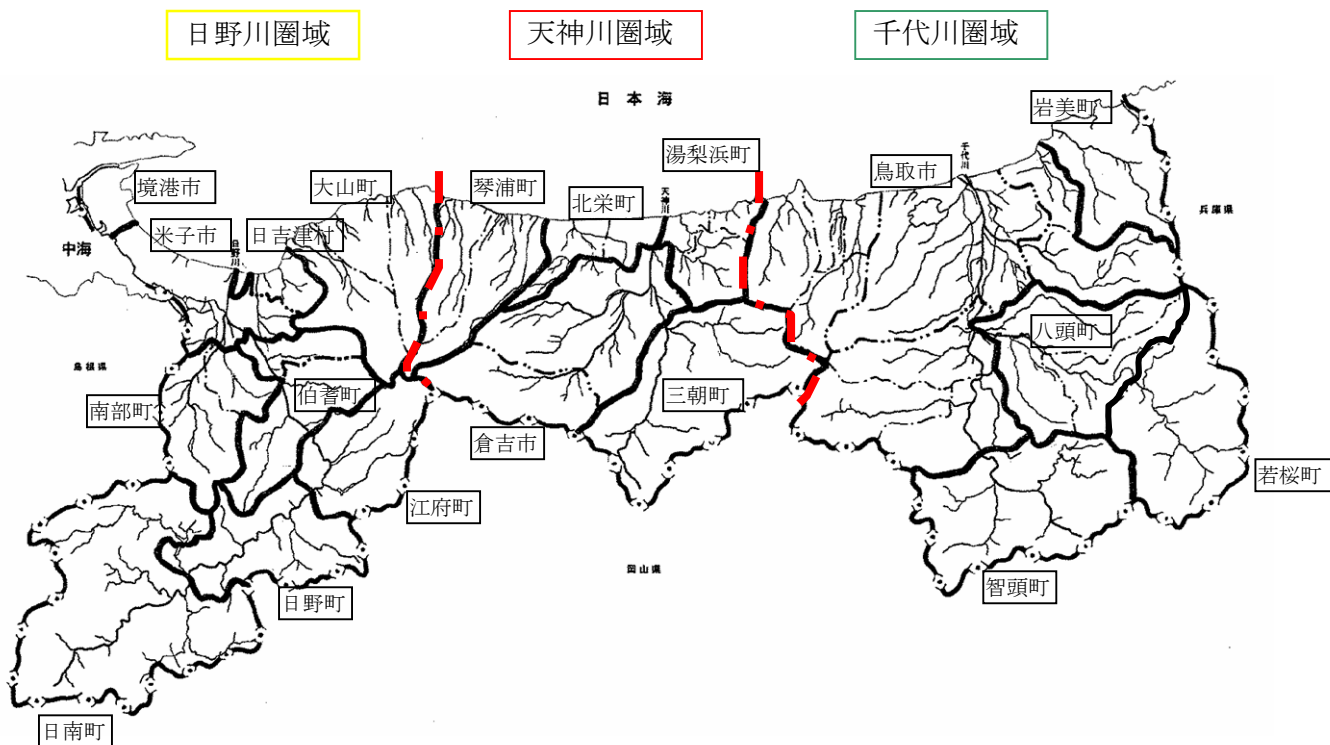 日野川圏域
天神川圏域
千代川圏域
日本海
岩美町
湯梨浜町
千代川
鳥取市
境港市
大山町
琴浦町
北栄町
天神川
兵庫県
米子市
日野川
日吉津村
中海
八頭町
島根県
南部町
伯耆町
三朝町
倉吉市
若桜町
江府町
岡山県
智頭町
日野町
日南町